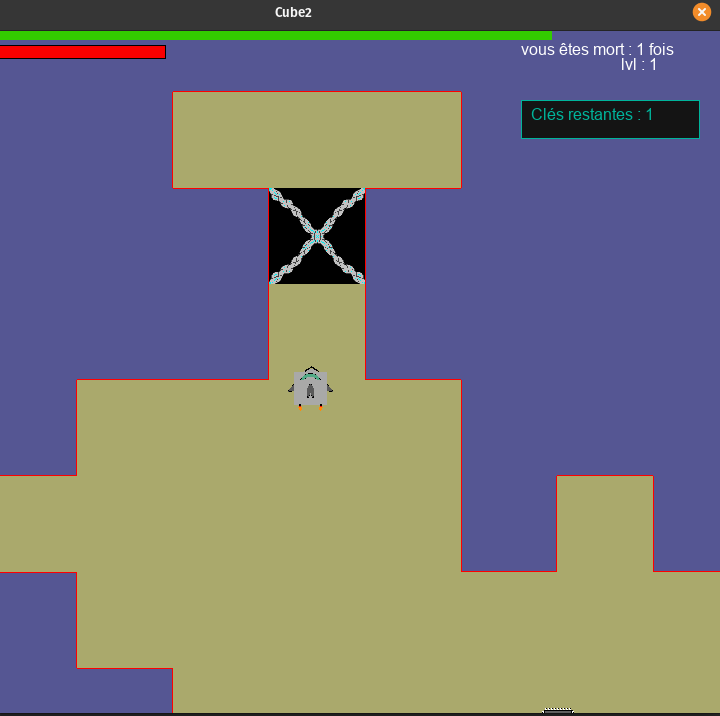 Cube2
vous êtes mort : 1 fois
lvl : 1
Clés restantes : 1